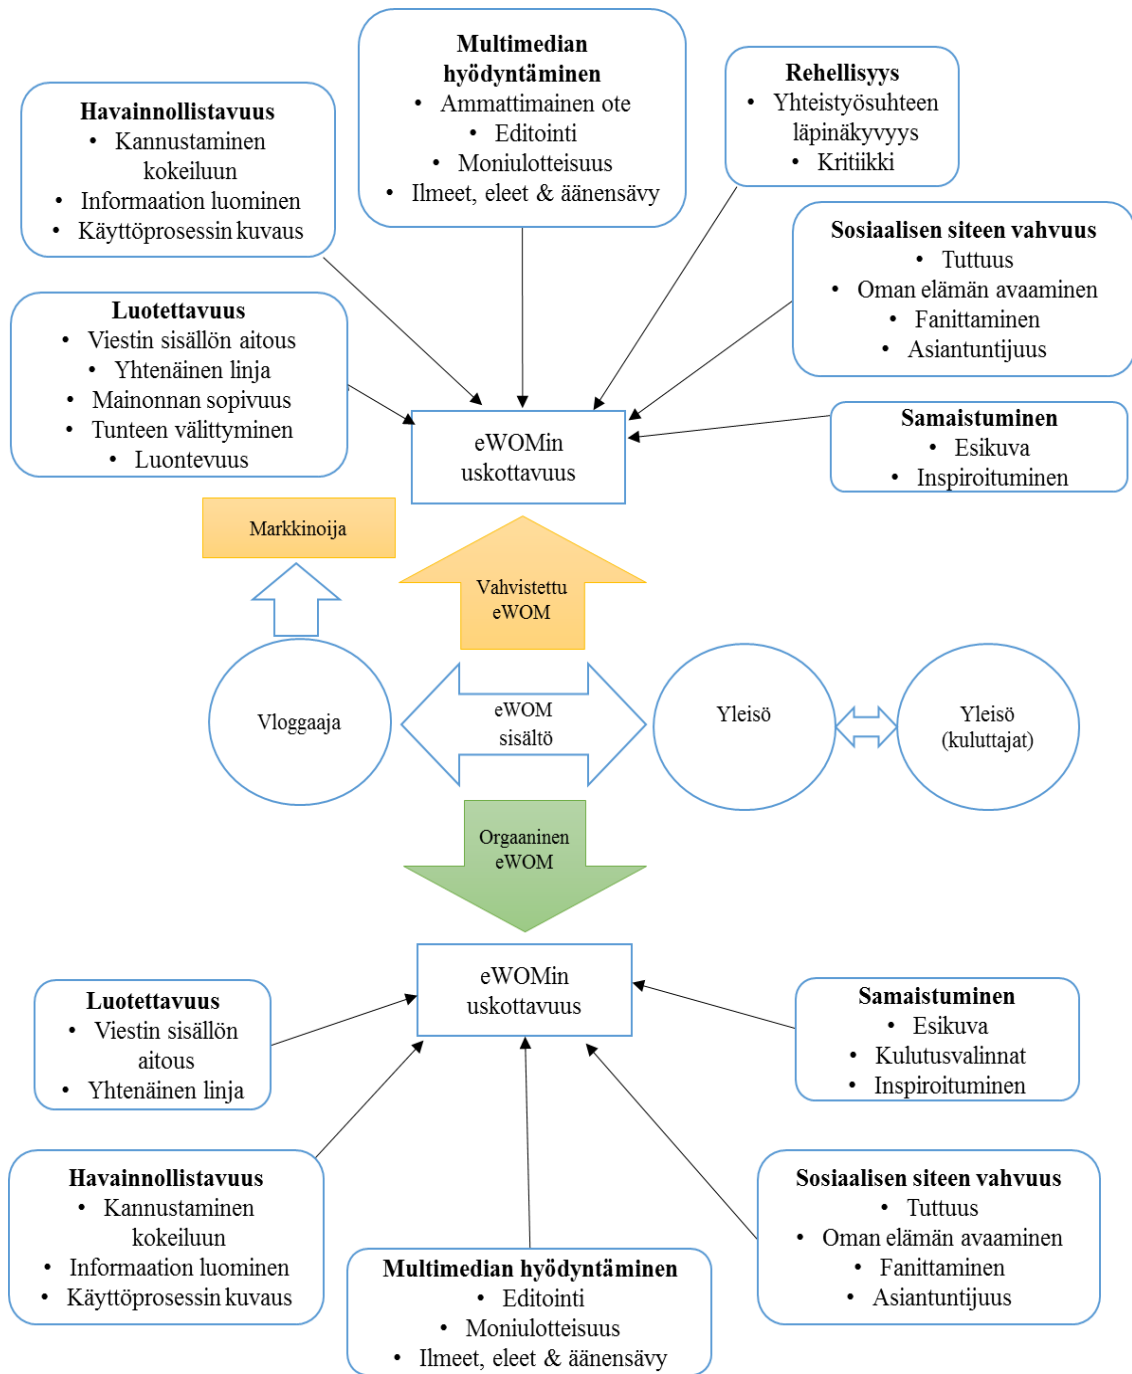 Multimedian
hyödyntäminen
• Ammattimainen ote
• Editointi
• Moniulotteisuus
• Ilmeet, eleet & äänensävy
Rehellisyys
• Yhteistyösuhteen
läpinäkyvyys
• Kritiikki
Havainnollistavuus
• Kannustaminen
kokeiluun
• Informaation luominen
• Käyttöprosessin kuvaus
Sosiaalisen siteen vahvuus
• Tuttuus
• Oman elämän avaaminen
• Fanittaminen
• Asiantuntijuus
Luotettavuus
• Viestin sisällön aitous
• Yhtenäinen linja
• Mainonnan sopivuus
• Tunteen välittyminen
• Luontevuus
eWOMin
uskottavuus
Samaistuminen
• Esikuva
• Inspiroituminen
Markkinoija
Vahvistettu
eWOM
Vloggaaja
eWOM
sisältö
Yleisö
Yleisö
(kuluttajat)
Orgaaninen
eWOM
eWOMin
uskottavuus
Luotettavuus
• Viestin sisällön
aitous
• Yhtenäinen linja
Samaistuminen
• Esikuva
• Kulutusvalinnat
• Inspiroituminen
Havainnollistavuus
• Kannustaminen
kokeiluun
• Informaation luominen
• Käyttöprosessin kuvaus
Sosiaalisen siteen vahvuus
• Tuttuus
• Oman elämän avaaminen
• Fanittaminen
• Asiantuntijuus
Multimedian hyödyntäminen
• Editointi
• Moniulotteisuus
• Ilmeet, eleet & äänensävy